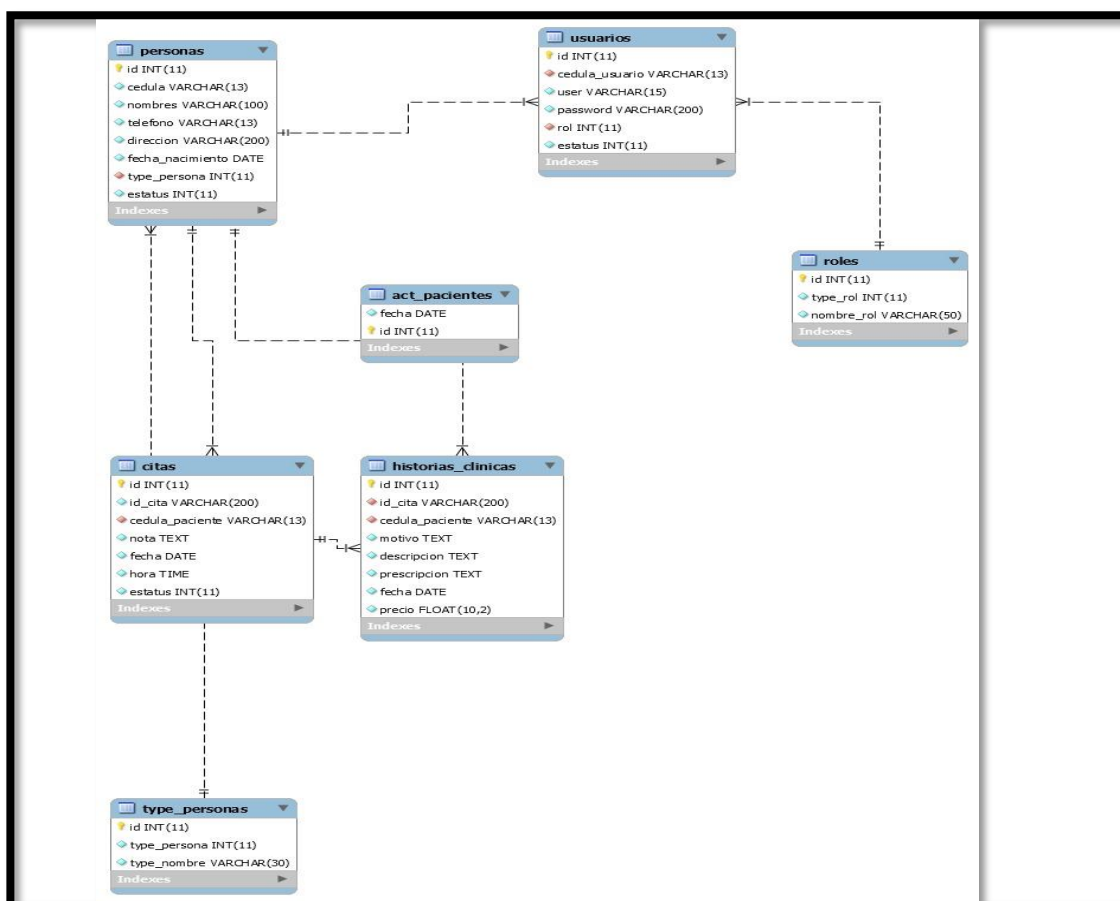 personas
id INT(11)
cedula VARCHAR(13)
nombres VARCHAR(100)
telefono VARCHAR(13)
direccion VARCHAR(200)
fecha_nacimiento DATE
type_persona INT(11)
estatus INT(11)
Indexes
usuarios
id INT(11)
cedula_usuario VARCHAR(13)
user VARCHAR(15)
password VARCHAR(200)
rol INT(11)
estatus INT(11)
Indexes
roles
id INT(11)
type_rol INT(11)
nombre_rol VARCHAR(50)
Indexes
act_pacientes
fecha DATE
id INT(11)
Indexes
citas
id INT(11)
id_cita VARCHAR(200)
cedula_paciente VARCHAR(13)
nota TEXT
fecha DATE
hora TIME
estatus INT(11)
Indexes
historias_clinicas
id INT(11)
id_cita VARCHAR(200)
cedula_paciente VARCHAR(13)
motivo TEXT
descripcion TEXT
prescripcion TEXT
fecha DATE
precio FLOAT(10,2)
Indexes
type_personas
id INT(11)
type_persona INT(11)
type_nombre VARCHAR(30)
Indexes